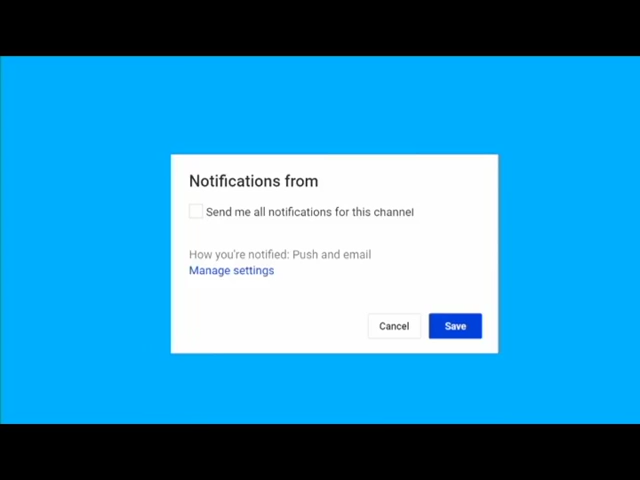 Notifications from
Send me all notifications for this channel
How you're notified: Push and email
Manage settings
Cancel
Save